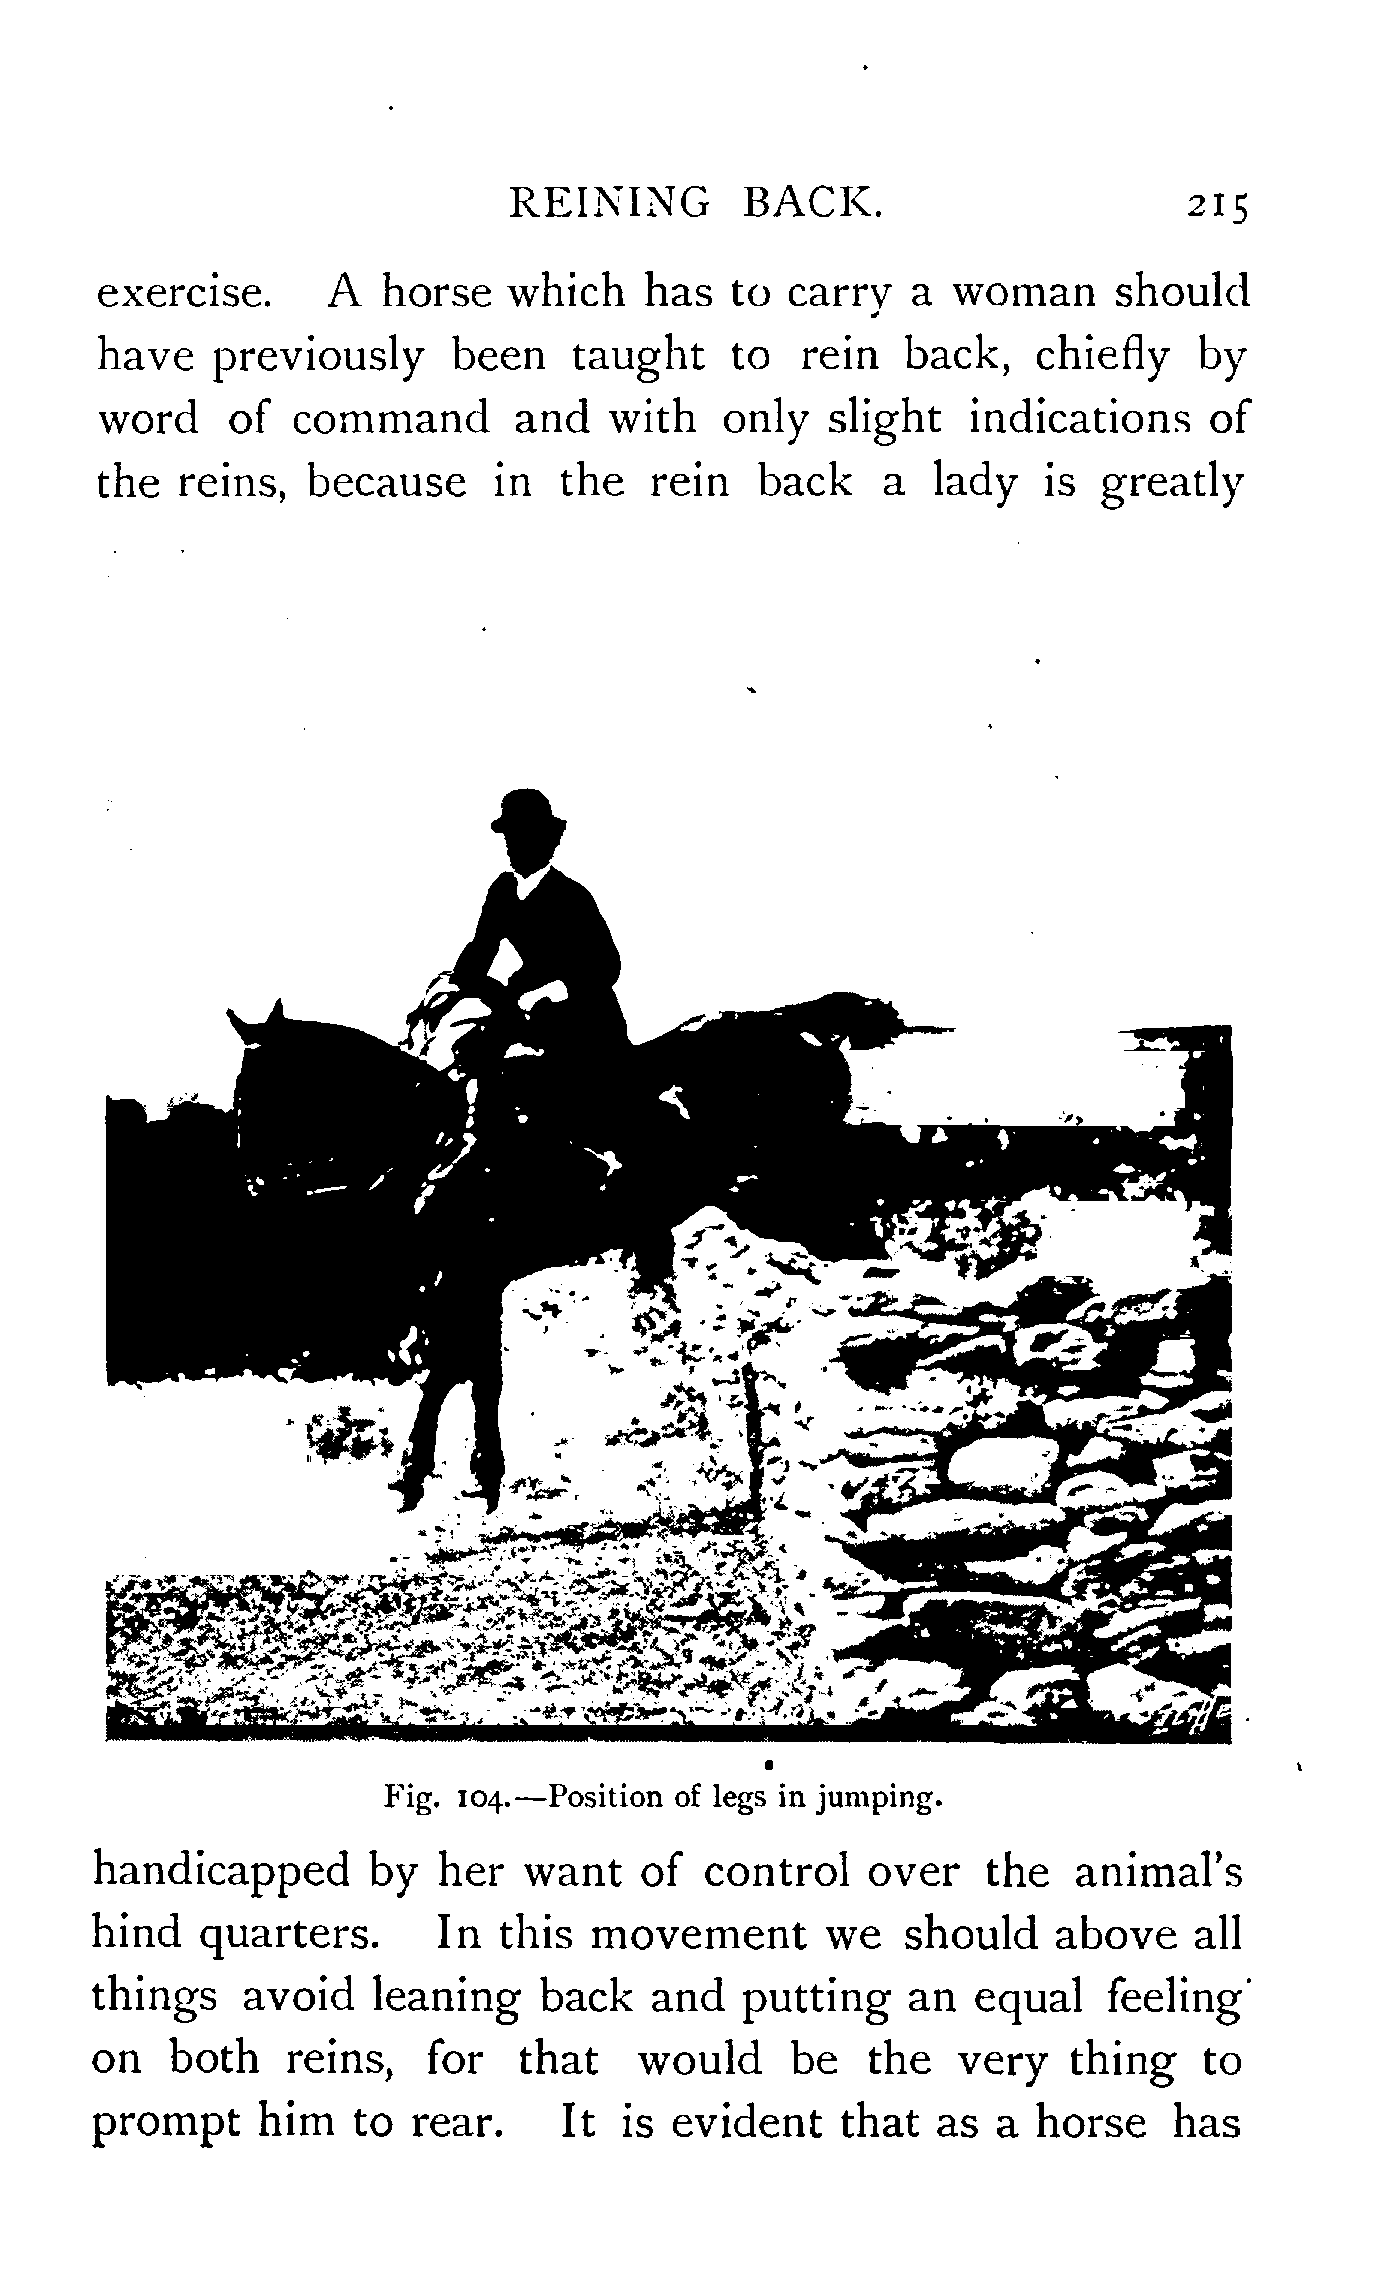 REINING BACK. 215
exercise. A horse which has to carry a woman should
have previously been taught to rein back, chiefly by
word of command and with only slight indications of
the reins, because in the rein back a lady is greatly
Fig. 104.—Position of legs in jumping.
handicapped by her want of control over the animal's
hind quarters. In this movement we should above all
things avoid leaning back and putting an equal feeling
on both reins, for that would be the very thing to
prompt him to rear. It is evident that as a horse has